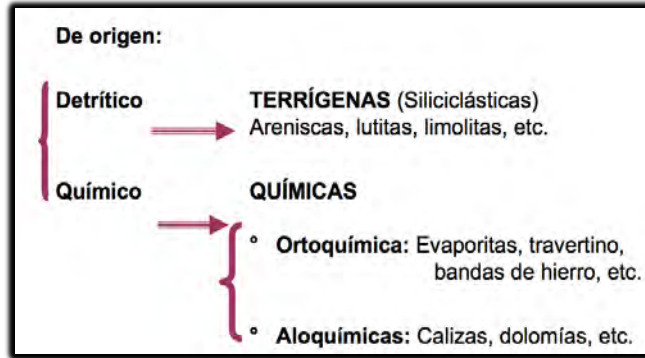 De origen:
Detrítico TERRÍGENAS (Siliciclásticas)
Areniscas, lutitas, limolitas, etc.
Químico QUÍMICAS
° Ortoquímica: Evaporitas, travertino,
bandas de hierro, etc.
° Aloquímicas: Calizas, dolomías, etc.